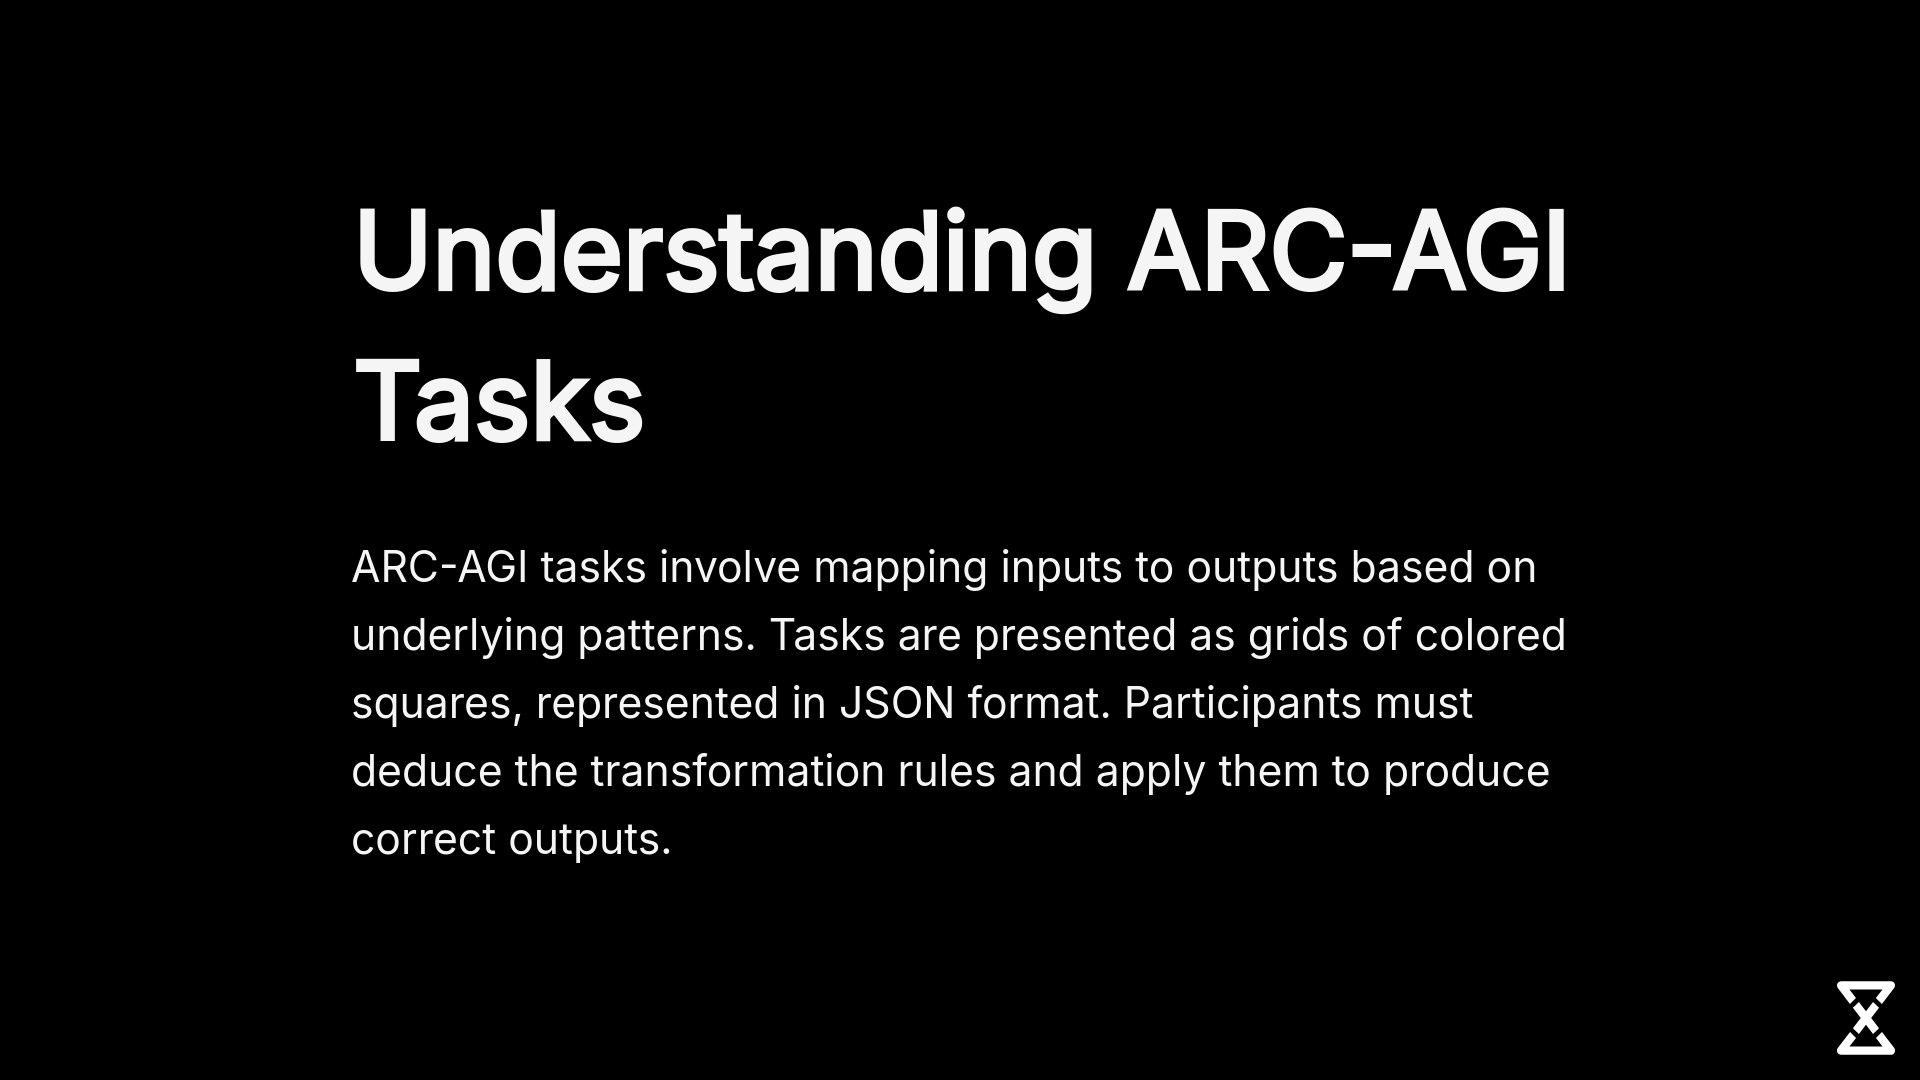 Understanding ARC-AGI
Tasks
ARC-AGI tasks involve mapping inputs to outputs based on
underlying patterns. Tasks are presented as grids of colored
squares, represented in JSON format. Participants must
deduce the transformation rules and apply them to produce
correct outputs.